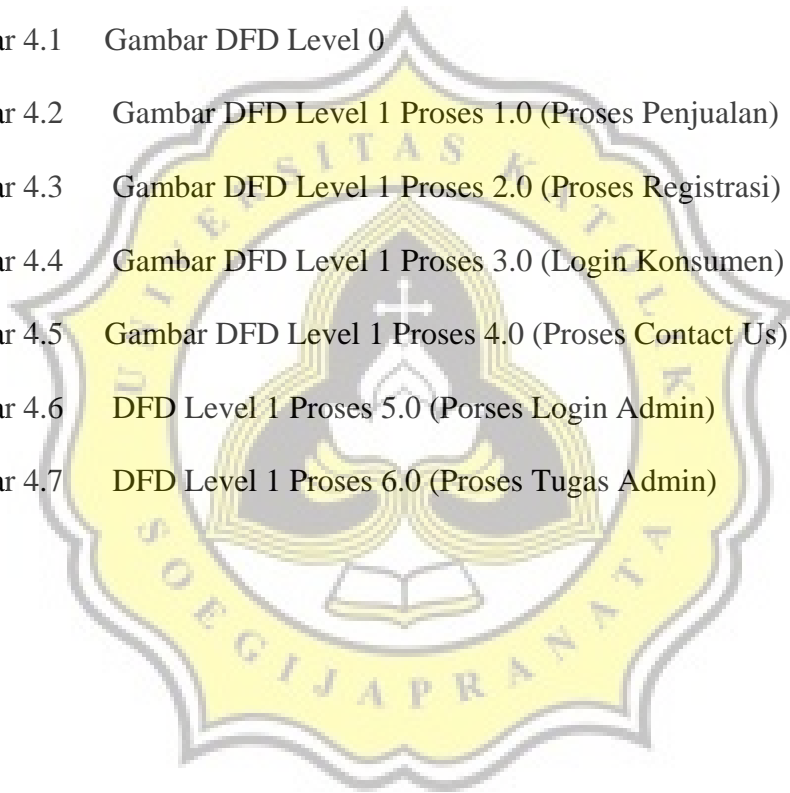 ar 4.1 Gambar DFD Level 0
ar 4.2 Gambar DFD Level 1 Proses 1.0 (Proses Penjualan)
ar 4.3 Gambar DFD Level 1 Proses 2.0 (Proses Registrasi)
ar 4.4 Gambar DFD Level 1 Proses 3.0 (Login Konsumen)
ar 4.5 Gambar DFD Level 1 Proses 4.0 (Proses Contact Us)
ar 4.6 DFD Level 1 Proses 5.0 (Porses Login Admin)
ar 4.7 DFD Level 1 Proses 6.0 (Proses Tugas Admin)
UNIVERSITAS KATOLIK
SOEGIJAPRANATA